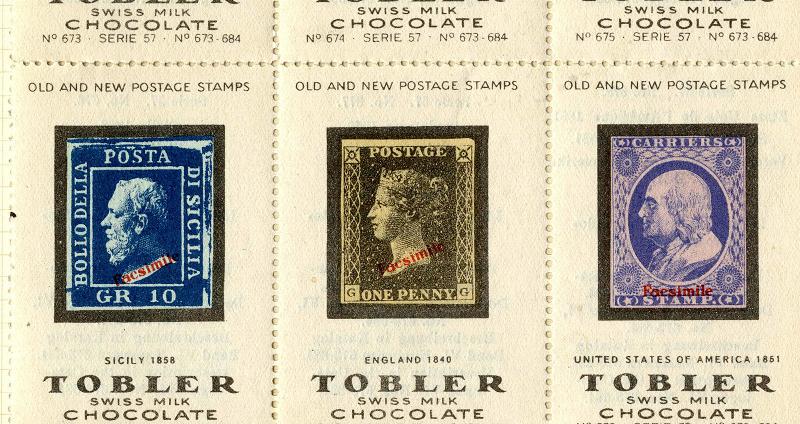 TOBLER
SWISS MILK
CHOCOLATE
Nº 673 · SERIE 57 · Nº 673-684
TOBLER
SWISS MILK
CHOCOLATE
Nº 674 · SERIE 57 · Nº 673-684
TOBLER
SWISS MILK
CHOCOLATE
Nº 675 · SERIE 57 · Nº 673-684
OLD AND NEW POSTAGE STAMPS
BOLLO DELLA
POSTA
DI SICILIA
Facsimile
GR 10
SICILY 1858
TOBLER
SWISS MILK
CHOCOLATE
OLD AND NEW POSTAGE STAMPS
POSTAGE
Facsimile
G ONE PENNY G
ENGLAND 1840
TOBLER
SWISS MILK
CHOCOLATE
OLD AND NEW POSTAGE STAMPS
CARRIERS
Facsimile
STAMP
UNITED STATES OF AMERICA 1851
TOBLER
SWISS MILK
CHOCOLATE